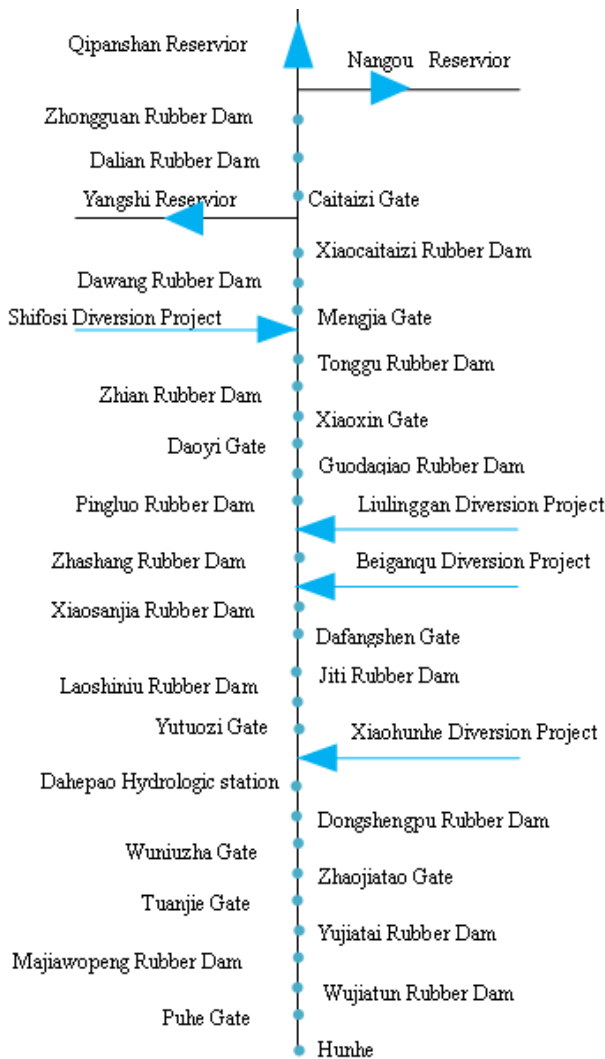 Qipanshan Reservior
Nangou Reservior
Zhongguan Rubber Dam
Dalian Rubber Dam
Yangshi Reservior
Caitaizi Gate
Xiaocaitaizi Rubber Dam
Dawang Rubber Dam
Shifosi Diversion Project
Mengjia Gate
Tonggu Rubber Dam
Zhian Rubber Dam
Xiaoxin Gate
Daoyi Gate
Guodaqiao Rubber Dam
Pingluo Rubber Dam
Liulinggan Diversion Project
Zhashang Rubber Dam
Beiganqu Diversion Project
Xiaosanjia Rubber Dam
Dafangshen Gate
Jiti Rubber Dam
Laoshiniu Rubber Dam
Yutuozi Gate
Xiaohunhe Diversion Project
Dahepao Hydrologic station
Dongshengpu Rubber Dam
Wuniuzha Gate
Zhaojiatao Gate
Tuanjie Gate
Yujiatai Rubber Dam
Majiawopeng Rubber Dam
Wujiatun Rubber Dam
Puhe Gate
Hunhe